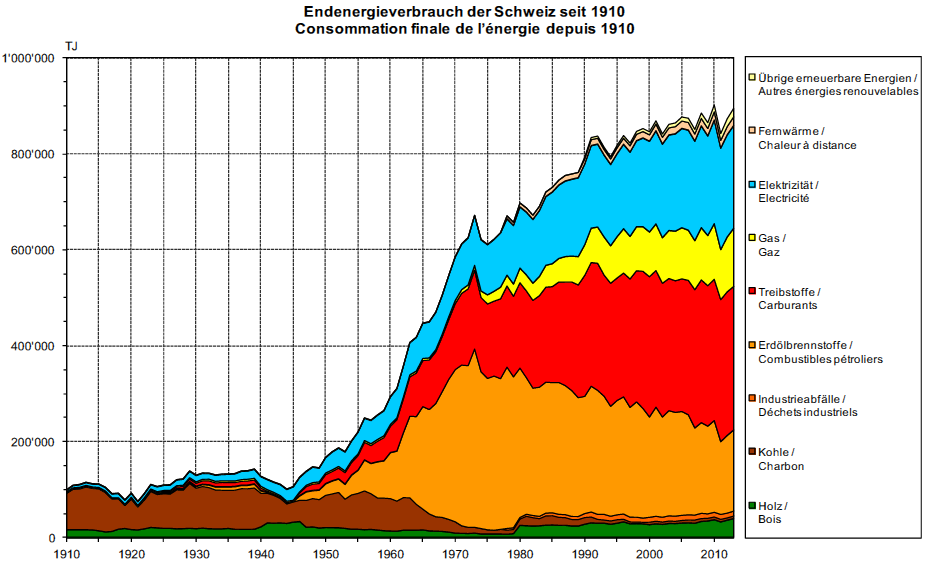 Endenergieverbrauch der Schweiz seit 1910
Consommation finale de l'énergie depuis 1910
TJ
1'000'000
800'000
600'000
400'000
200'000
0
1910 1920 1930 1940 1950 1960 1970 1980 1990 2000 2010
Übrige erneuerbare Energien /
Autres énergies renouvelables
Fernwärme /
Chaleur à distance
Elektrizität /
Electricité
Gas /
Gaz
Treibstoffe /
Carburants
Erdölbrennstoffe /
Combustibles pétroliers
Industrieabfälle /
Déchets industriels
Kohle /
Charbon
Holz /
Bois